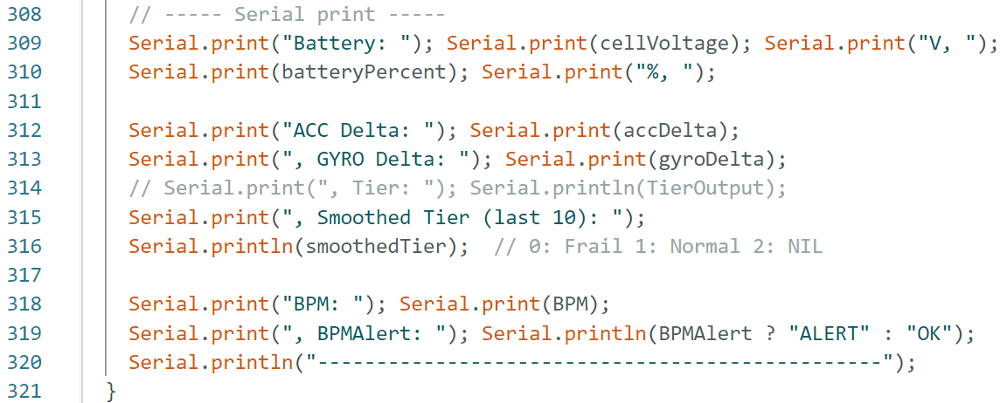 308 // ----- Serial print -----
309 Serial.print("Battery: "); Serial.print(cellVoltage); Serial.print("V, ");
310 Serial.print(batteryPercent); Serial.print("%, ");
311
312 Serial.print("ACC Delta: "); Serial.print(accDelta);
313 Serial.print(", GYRO Delta: "); Serial.print(gyroDelta);
314 // Serial.print(", Tier: "); Serial.println(TierOutput);
315 Serial.print(", Smoothed Tier (last 10): ");
316 Serial.println(smoothedTier);  // 0: Frail 1: Normal 2: NIL
317
318 Serial.print("BPM: "); Serial.print(BPM);
319 Serial.print(", BPMAlert: "); Serial.println(BPMAlert ? "ALERT" : "OK");
320 Serial.println("------------------------------------------------");
321 }